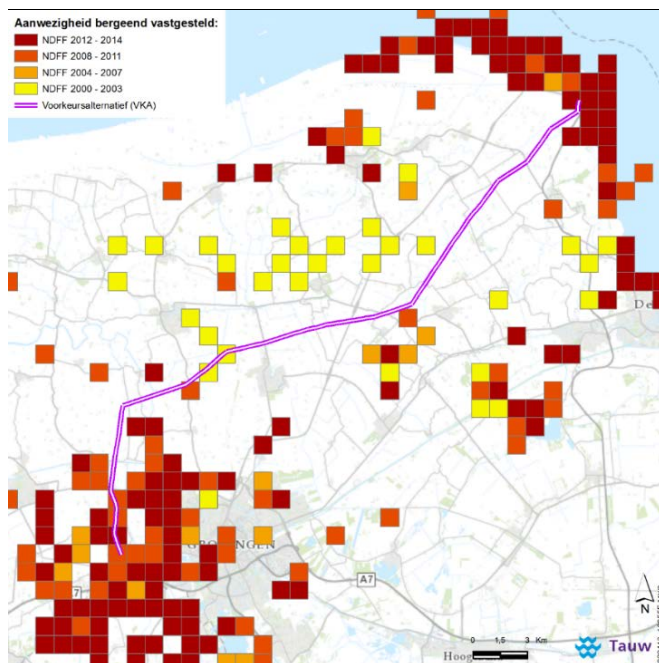 Aanwezigheid bergeend vastgesteld:
NDFF 2012 - 2014
NDFF 2008 - 2011
NDFF 2004 - 2007
NDFF 2000 - 2003
Voorkeursalternatief (VKA)
De
GRONINGEN
7
A7
N
0 1,5 3 Km
Hoog
Tauw